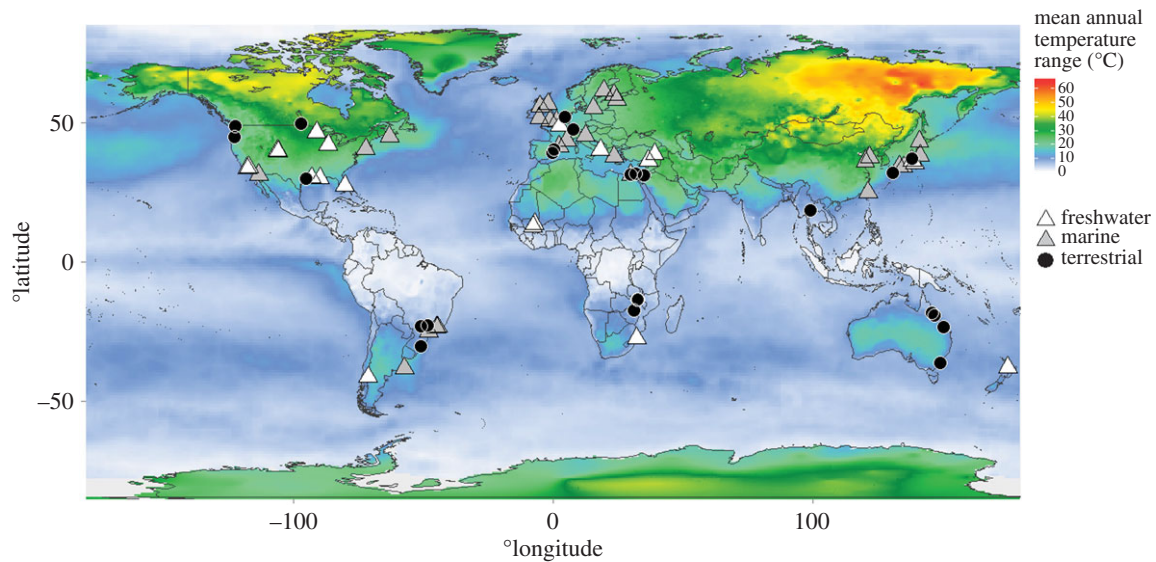 mean annual
temperature
range (°C)
60
50
40
30
20
10
0
freshwater
marine
terrestrial
50
0
−50
°latitude
−100
0
100
°longitude